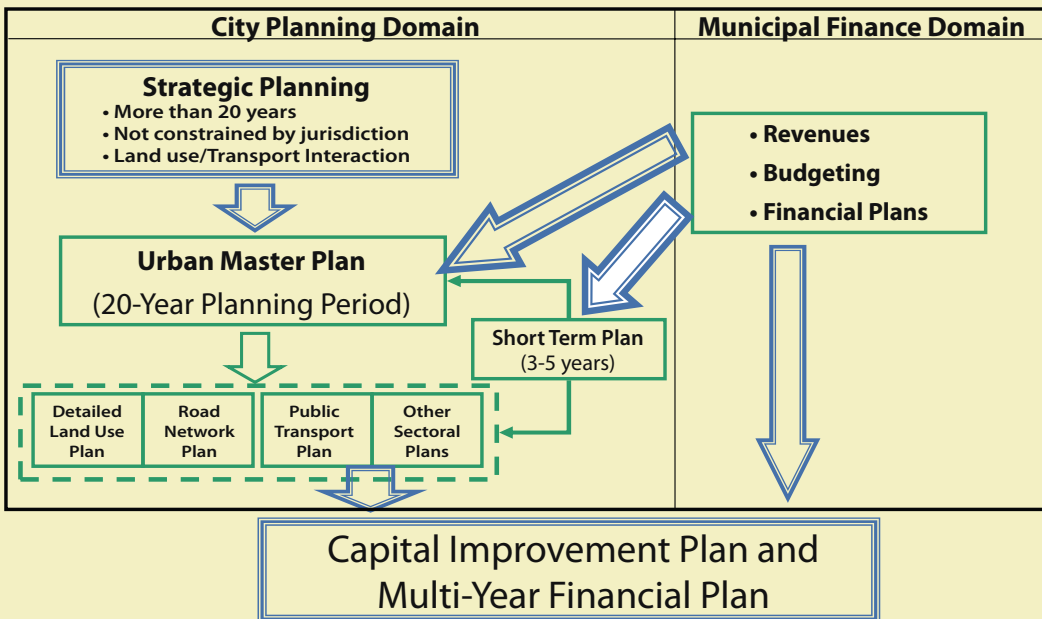 City Planning Domain
Municipal Finance Domain
Strategic Planning
• More than 20 years
• Not constrained by jurisdiction
• Land use/Transport Interaction
• Revenues
• Budgeting
• Financial Plans
Urban Master Plan
(20-Year Planning Period)
Short Term Plan
(3-5 years)
Detailed
Land Use
Plan
Road
Network
Plan
Public
Transport
Plan
Other
Sectoral
Plans
Capital Improvement Plan and
Multi-Year Financial Plan